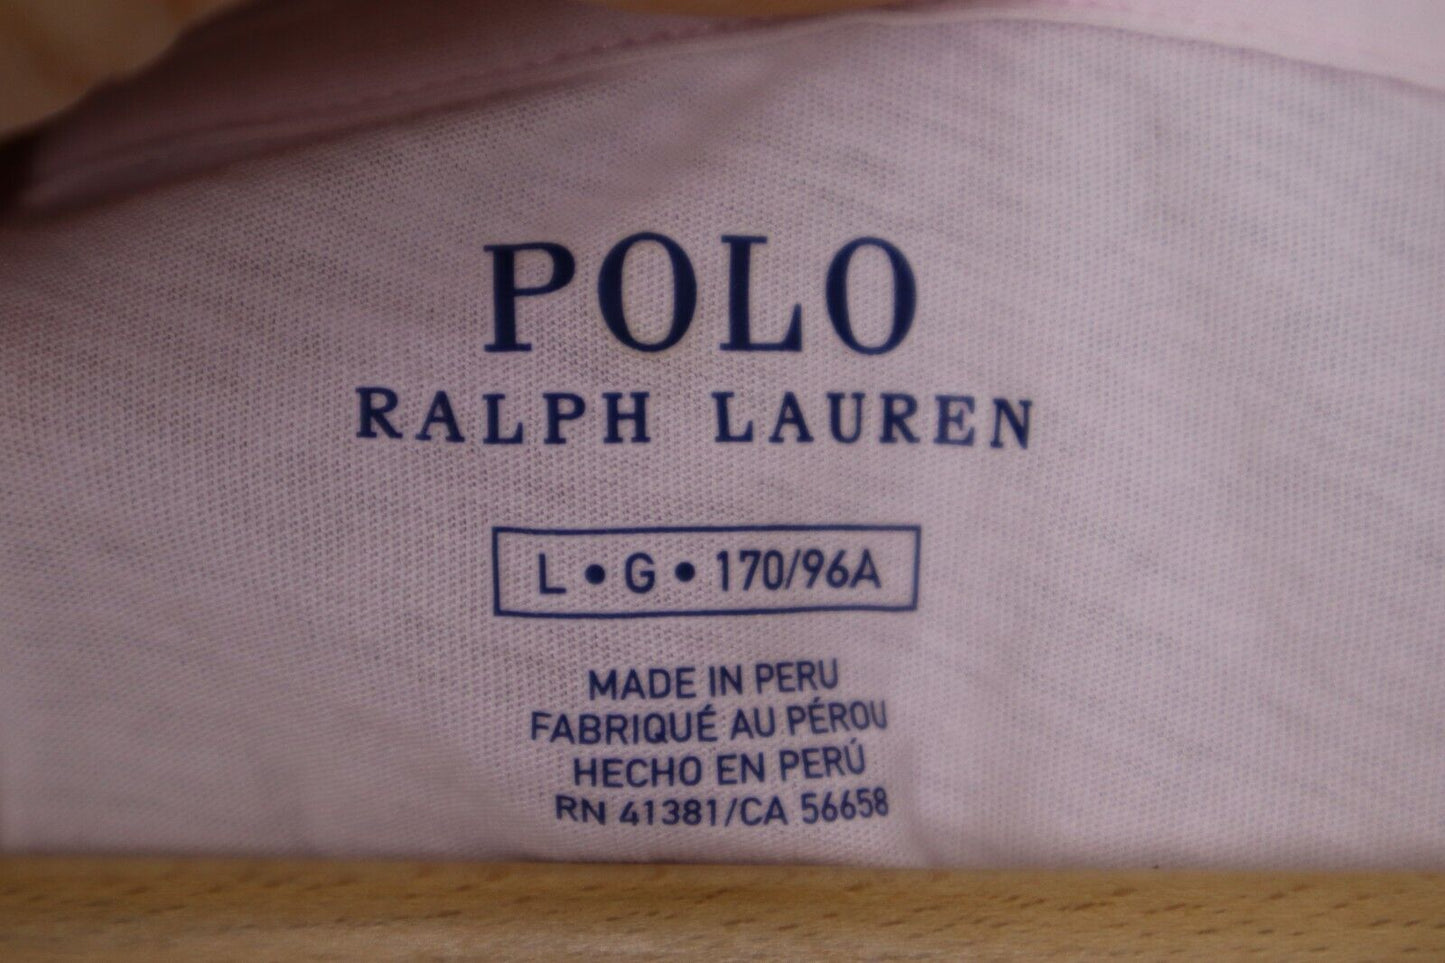 POLO
RALPH LAUREN
L • G • 170/96A
MADE IN PERU
FABRIQUÉ AU PÉROU
HECHO EN PERÚ
RN 41381/CA 56658